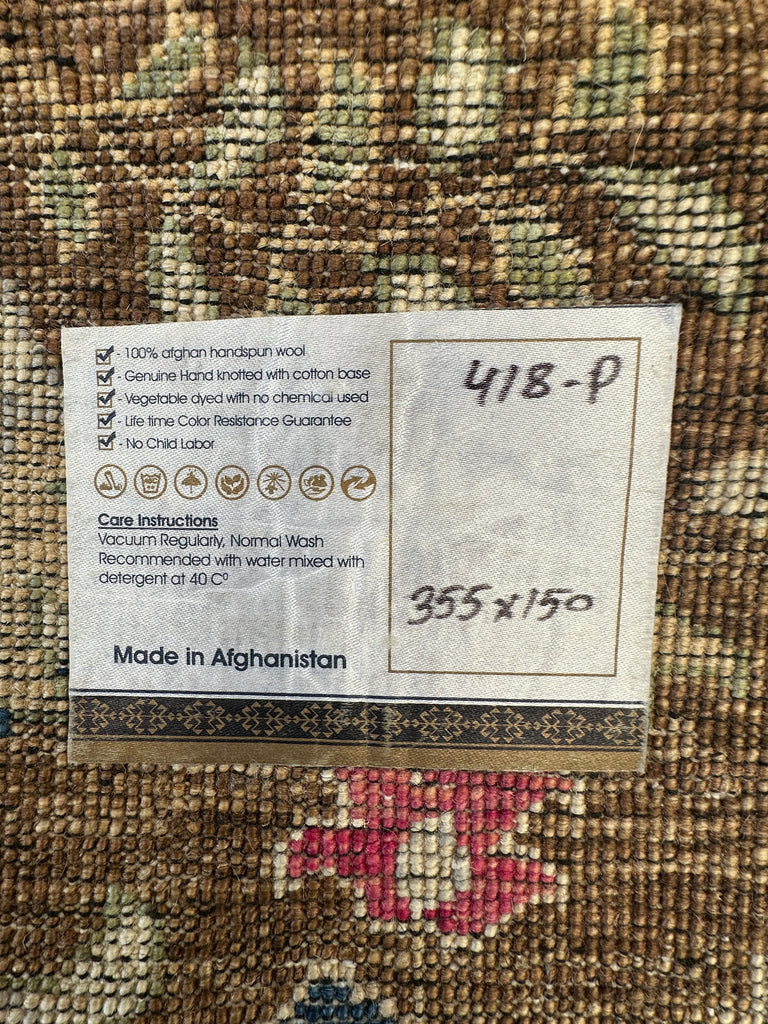 - 100% afghan handspun wool
- Genuine Hand knotted with cotton base
- Vegetable dyed with no chemical used
- Life time Color Resistance Guarantee
- No Child Labor
Care Instructions
Vacuum Regularly, Normal Wash
Recommended with water mixed with
detergent at 40 C⁰
Made in Afghanistan
418-P
355x150